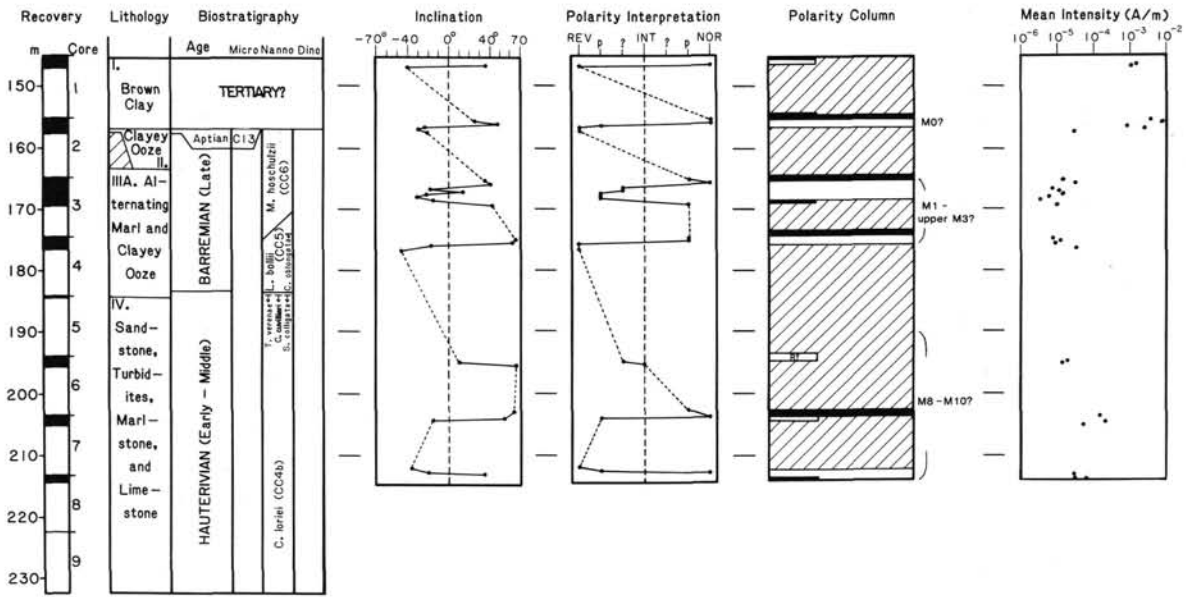 Recovery
Lithology
Biostratigraphy
Inclination
Polarity Interpretation
Polarity Column
Mean Intensity (A/m)
m
Core
Age
Micro
Nanno
Dino
-70°
-40
0
40°
70
REV
p
?
INT
?
p
NOR
10⁻⁶
10⁻⁵
10⁻⁴
10⁻³
10⁻²
150
160
170
180
190
200
210
220
230
1
2
3
4
5
6
7
8
9
I.
Brown
Clay
Clayey
Ooze
II.
IIIA. Al–
ternating
Marl and
Clayey
Ooze
IV.
Sand–
stone,
Turbid–
ites,
Marl–
stone,
and
Lime–
stone
TERTIARY?
Aptian
C13
BARREMIAN (Late)
HAUTERIVIAN (Early – Middle)
M. hoschulzii
(CC6)
L. bollii
(CC5)
C. oblongata
T. verenae
S. colligata
C. loriei (CC4b)
R?
M0?
M1 –
upper M3?
M8–M10?